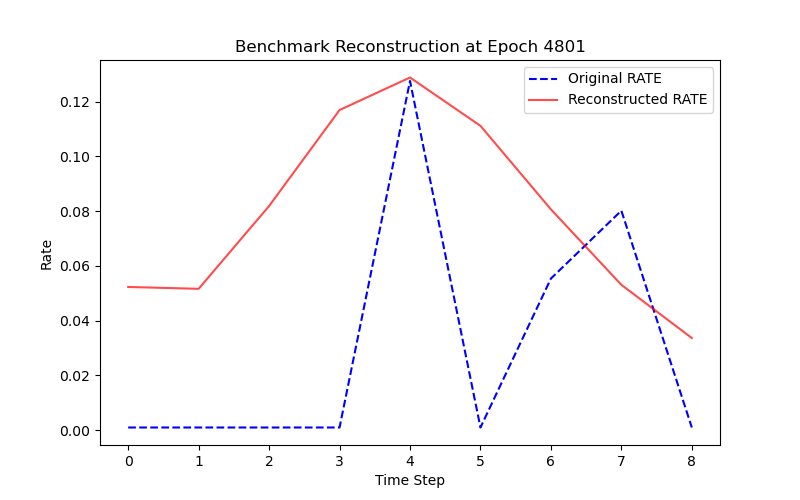 Benchmark Reconstruction at Epoch 4801
Original RATE
Reconstructed RATE
Rate
0.12
0.10
0.08
0.06
0.04
0.02
0.00
0 1 2 3 4 5 6 7 8
Time Step